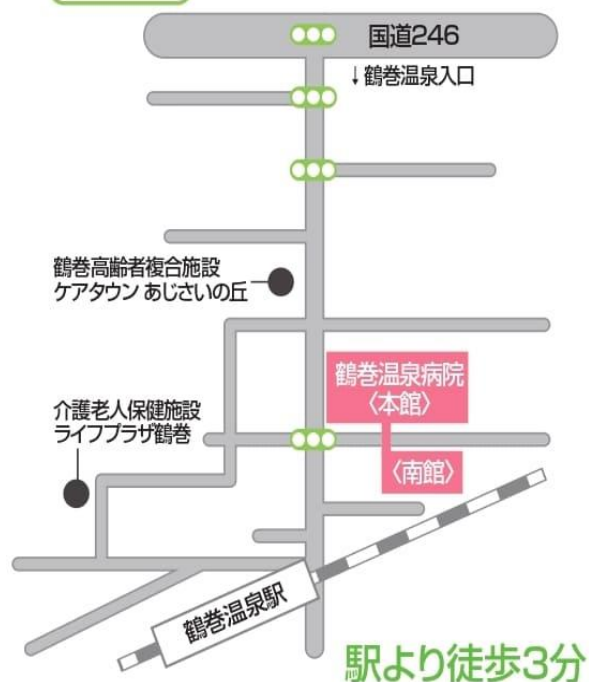 国道246
↓鶴巻温泉入口
鶴巻高齢者複合施設
ケアタウン あじさいの丘
鶴巻温泉病院
〈本館〉
介護老人保健施設
ライフプラザ鶴巻
〈南館〉
鶴巻温泉駅
駅より徒歩3分